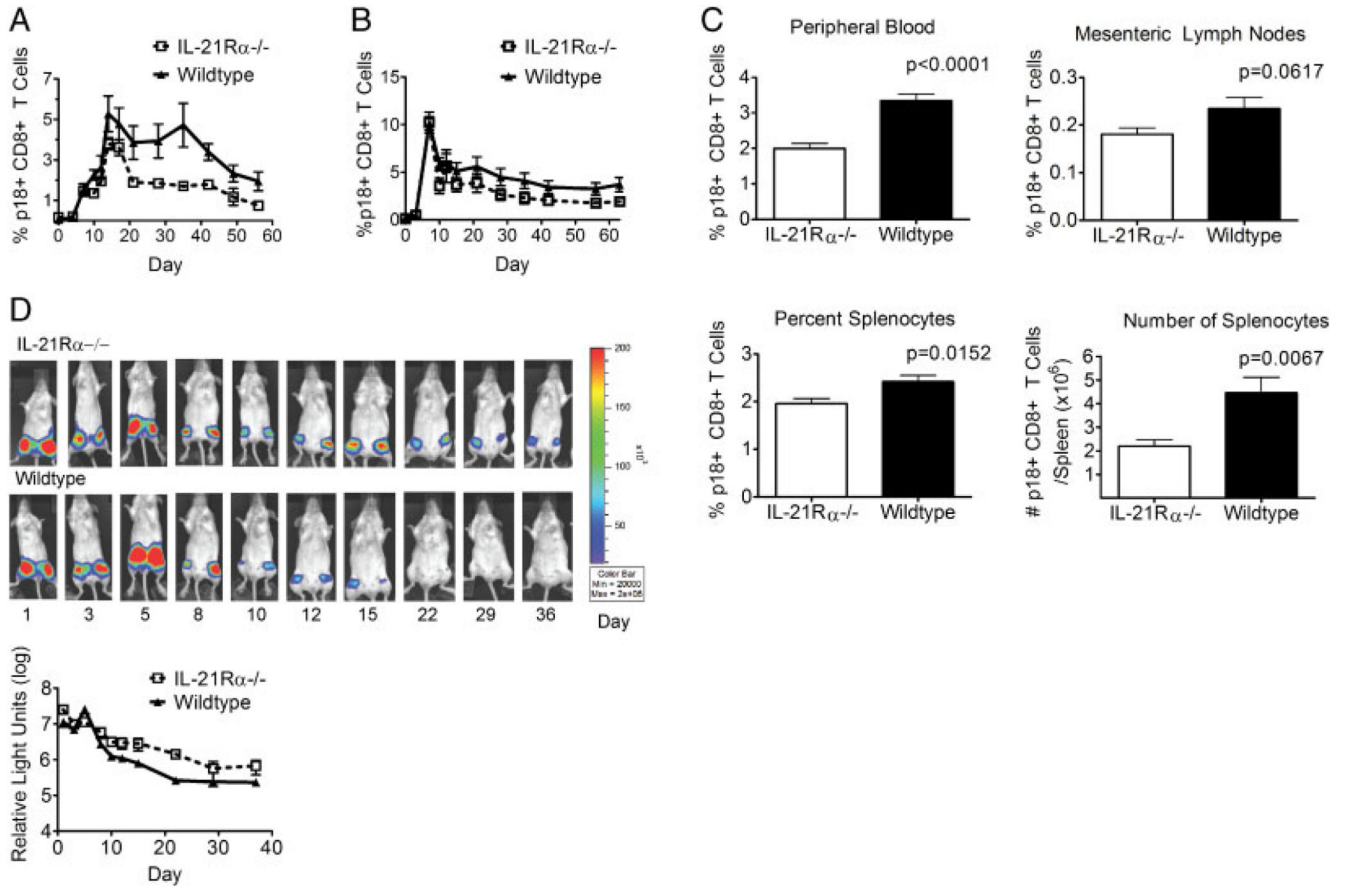 A
IL-21Rα-/-
Wildtype
% p18+ CD8+ T Cells
7
5
3
1
0
0 10 20 30 40 50 60
Day
B
IL-21Rα-/-
Wildtype
%p18+ CD8+ T Cells
15
10
5
0
0 10 20 30 40 50 60
Day
C
Peripheral Blood
p<0.0001
% p18+ CD8+ T cells
4
3
2
1
0
IL-21Rα-/- Wildtype
Mesenteric Lymph Nodes
p=0.0617
% p18+ CD8+ T cells
0.3
0.2
0.1
0.0
IL-21Rα-/- Wildtype
Percent Splenocytes
p=0.0152
% p18+ CD8+ T Cells
3
2
1
0
IL-21Rα-/- Wildtype
Number of Splenocytes
p=0.0067
# p18+ CD8+ T Cells
/Spleen (x10⁶)
6
5
4
3
2
1
IL-21Rα-/- Wildtype
D
IL-21Rα−/−
Wildtype
200
150
100
50
x10³
Color Bar
Min = 20000
Max = 2e+06
1 3 5 8 10 12 15 22 29 36 Day
IL-21Rα-/-
Wildtype
Relative Light Units (log)
8
7
6
5
4
0 10 20 30 40
Day